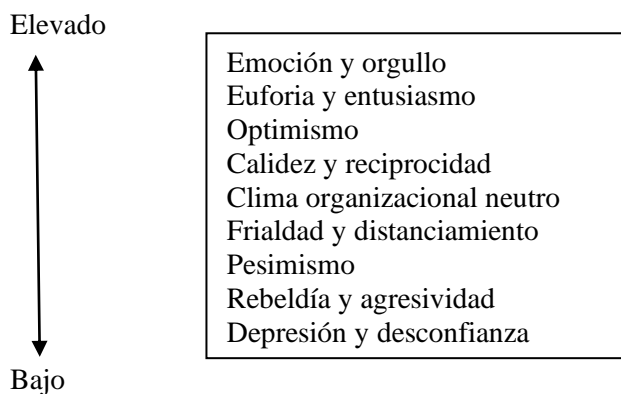 Elevado
Emoción y orgullo
Euforia y entusiasmo
Optimismo
Calidez y reciprocidad
Clima organizacional neutro
Frialdad y distanciamiento
Pesimismo
Rebeldía y agresividad
Depresión y desconfianza
Bajo